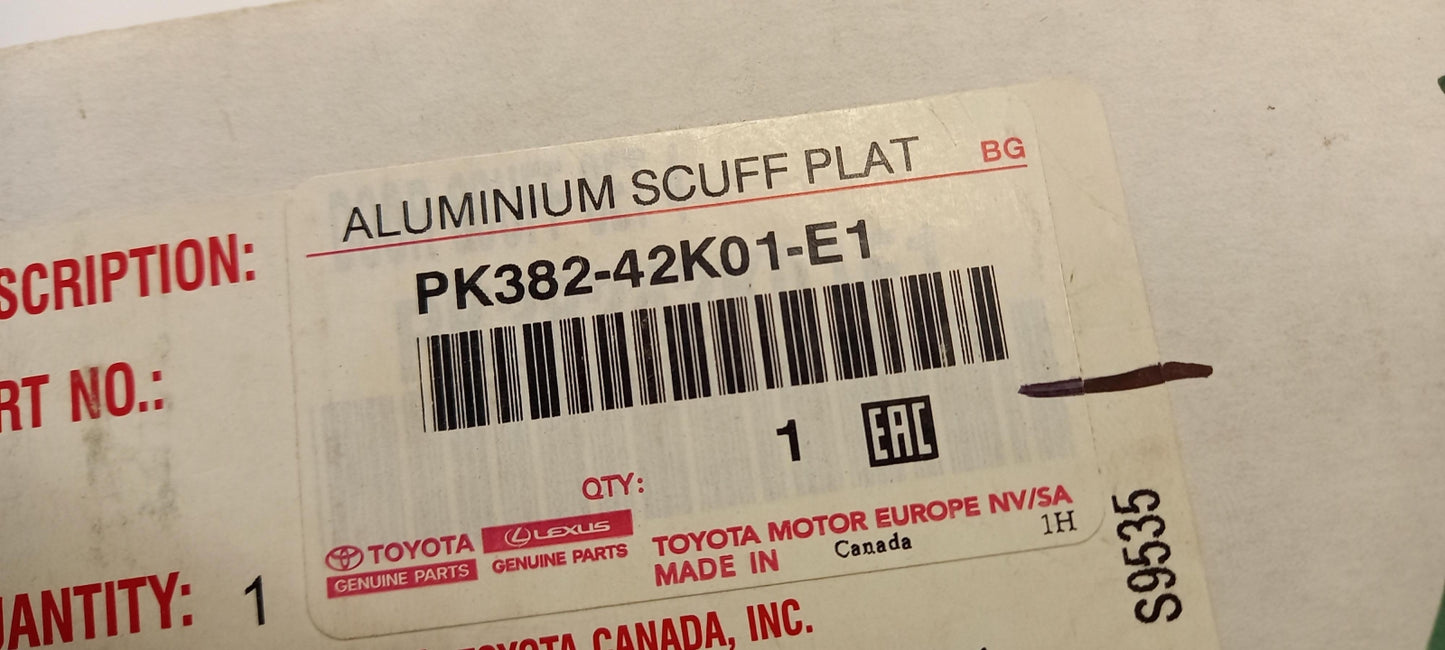 ALUMINIUM SCUFF PLAT BG
SCRIPTION:
PK382-42K01-E1
RT NO.:
1 EAC
QTY:
TOYOTA LEXUS TOYOTA MOTOR EUROPE NV/SA
GENUINE PARTS GENUINE PARTS MADE IN Canada 1H
S9535
UANTITY: 1
TOYOTA CANADA, INC.